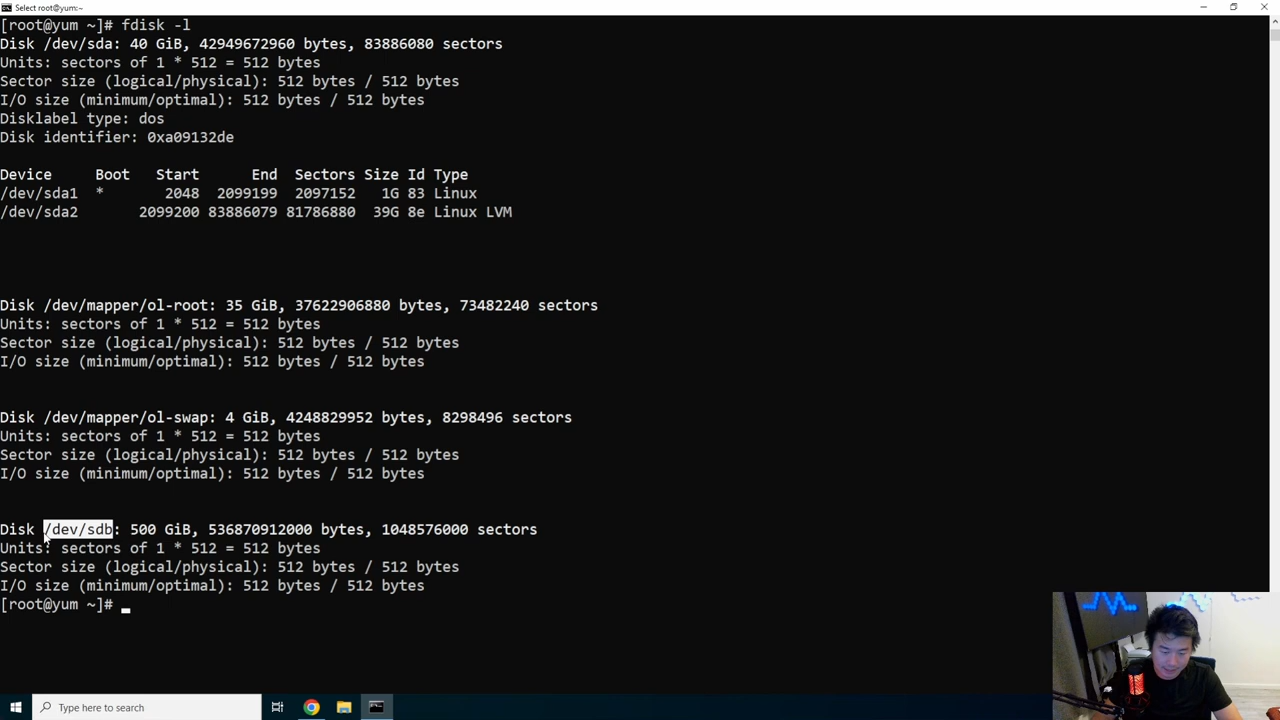 Select root@yum:~
[root@yum ~]# fdisk -l
Disk /dev/sda: 40 GiB, 42949672960 bytes, 83886080 sectors
Units: sectors of 1 * 512 = 512 bytes
Sector size (logical/physical): 512 bytes / 512 bytes
I/O size (minimum/optimal): 512 bytes / 512 bytes
Disklabel type: dos
Disk identifier: 0xa09132de
Device     Boot   Start      End  Sectors Size Id Type
/dev/sda1  *       2048  2099199  2097152   1G 83 Linux
/dev/sda2       2099200 83886079 81786880  39G 8e Linux LVM
Disk /dev/mapper/ol-root: 35 GiB, 37622906880 bytes, 73482240 sectors
Units: sectors of 1 * 512 = 512 bytes
Sector size (logical/physical): 512 bytes / 512 bytes
I/O size (minimum/optimal): 512 bytes / 512 bytes
Disk /dev/mapper/ol-swap: 4 GiB, 4248829952 bytes, 8298496 sectors
Units: sectors of 1 * 512 = 512 bytes
Sector size (logical/physical): 512 bytes / 512 bytes
I/O size (minimum/optimal): 512 bytes / 512 bytes
Disk /dev/sdb: 500 GiB, 536870912000 bytes, 1048576000 sectors
Units: sectors of 1 * 512 = 512 bytes
Sector size (logical/physical): 512 bytes / 512 bytes
I/O size (minimum/optimal): 512 bytes / 512 bytes
[root@yum ~]#
Type here to search